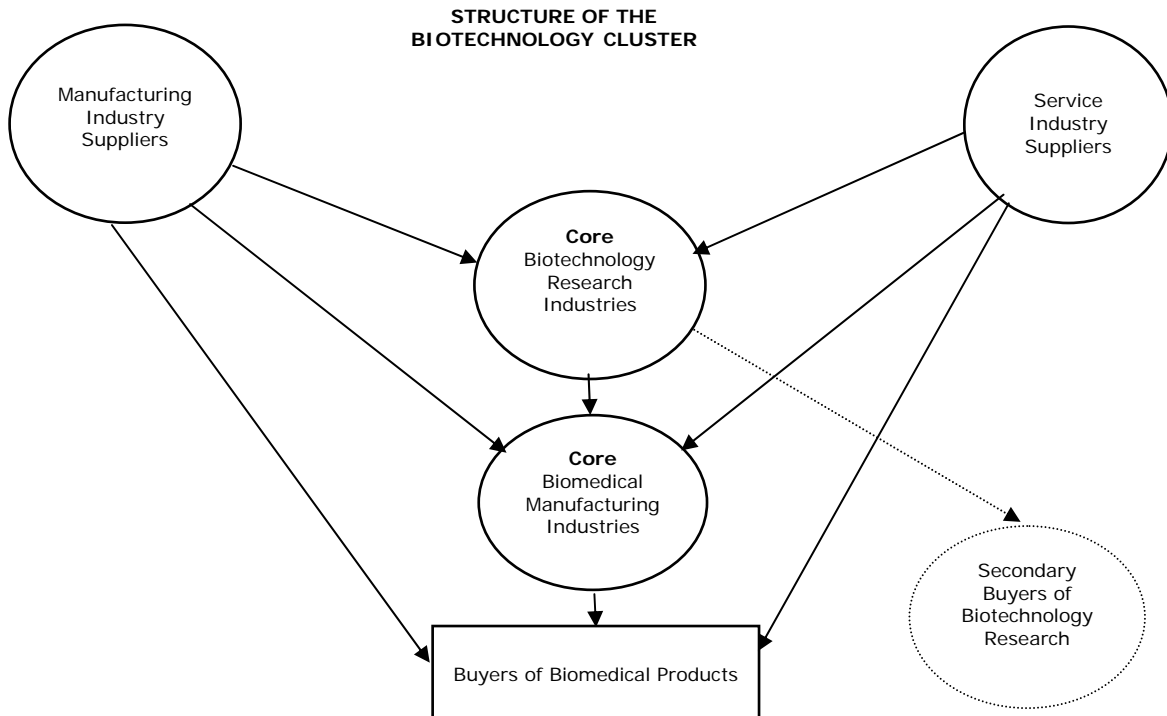 STRUCTURE OF THE
BIOTECHNOLOGY CLUSTER
Manufacturing
Industry
Suppliers
Service
Industry
Suppliers
Core
Biotechnology
Research
Industries
Core
Biomedical
Manufacturing
Industries
Secondary
Buyers of
Biotechnology
Research
Buyers of Biomedical Products